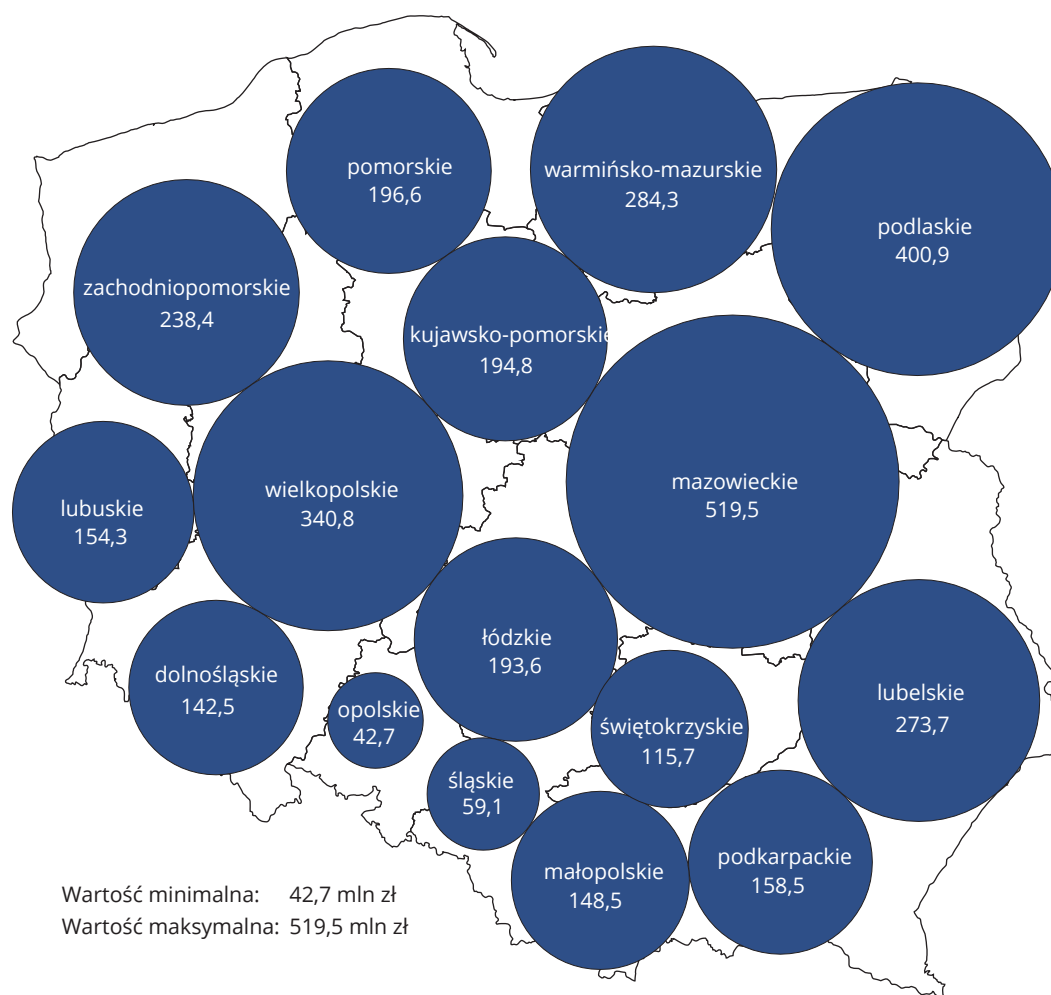 pomorskie
196,6
warmińsko-mazurskie
284,3
podlaskie
400,9
zachodniopomorskie
238,4
kujawsko-pomorskie
194,8
wielkopolskie
340,8
mazowieckie
519,5
lubuskie
154,3
łódzkie
193,6
dolnośląskie
142,5
opolskie
42,7
świętokrzyskie
115,7
lubelskie
273,7
śląskie
59,1
małopolskie
148,5
podkarpackie
158,5
Wartość minimalna: 42,7 mln zł
Wartość maksymalna: 519,5 mln zł